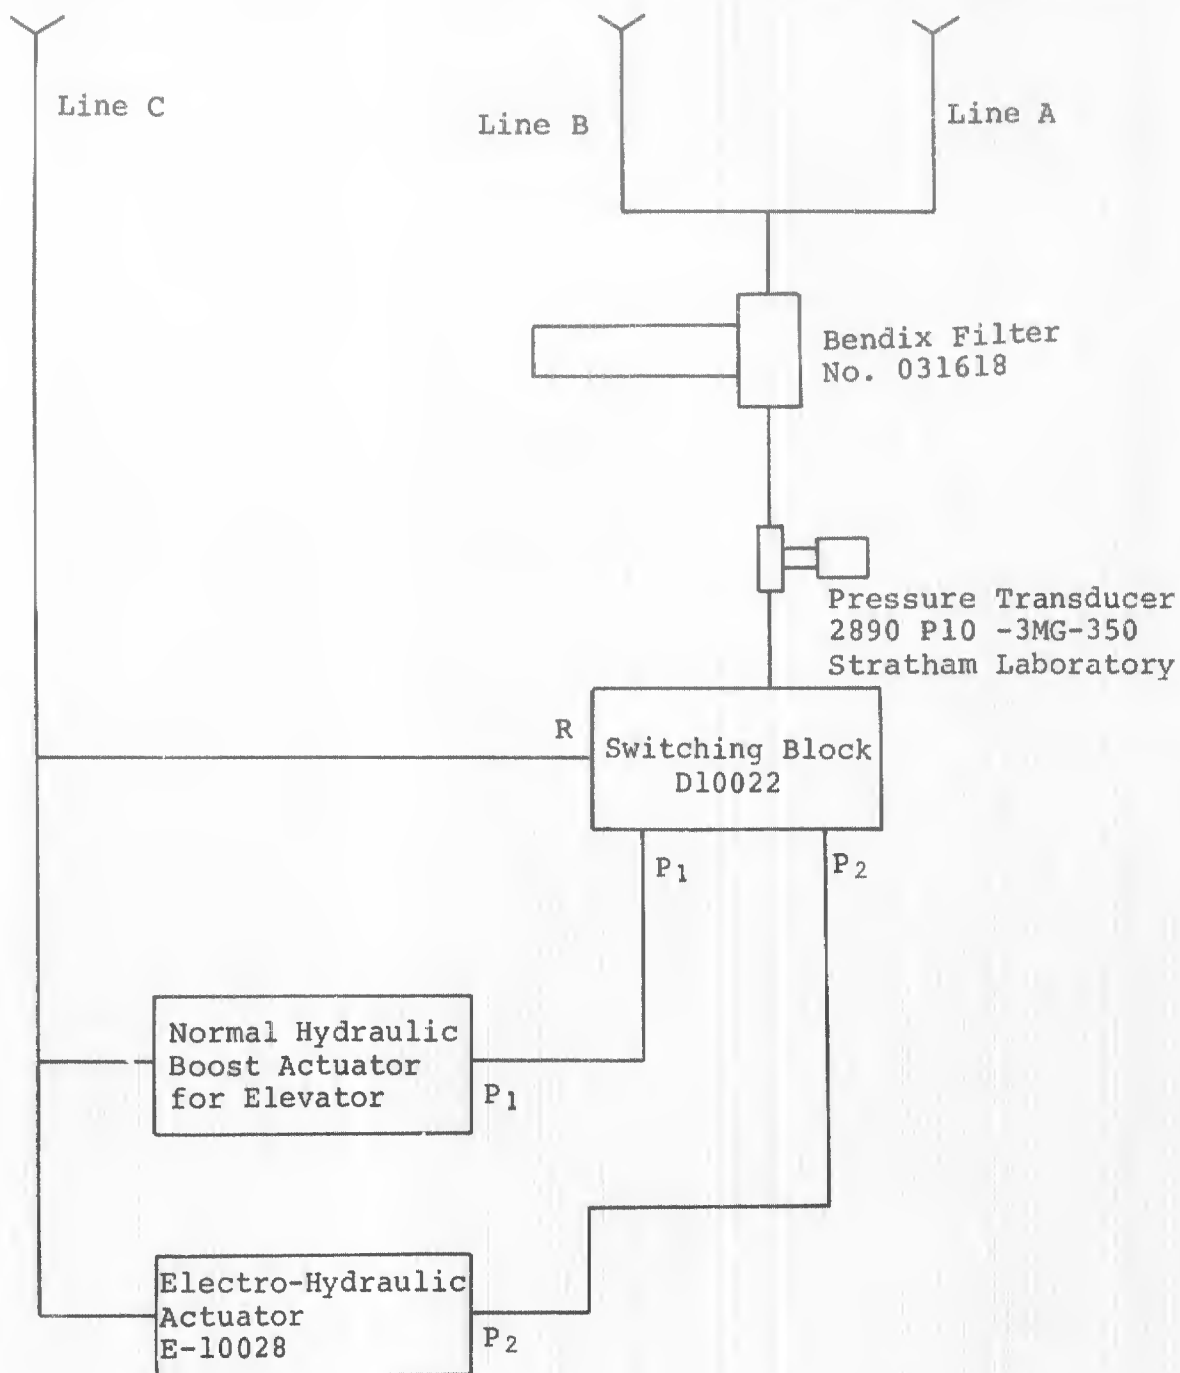 Line C
Line B
Line A
Bendix Filter
No. 031618
Pressure Transducer
2890 P10 -3MG-350
Stratham Laboratory
R
Switching Block
D10022
P1
P2
Normal Hydraulic
Boost Actuator
for Elevator
P1
Electro-Hydraulic
Actuator
E-10028
P2